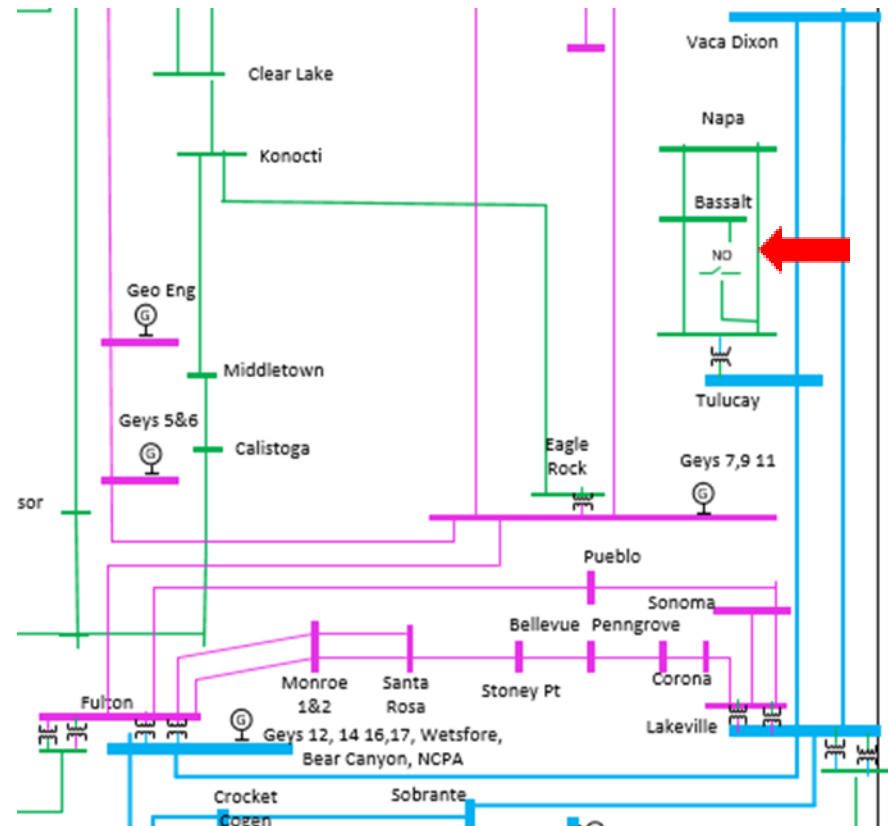 Vaca Dixon
Clear Lake
Napa
Konocti
Bassalt
NO
Geo Eng
G
Middletown
Tulucay
Geys 5&6
G
Calistoga
Eagle
Rock
Geys 7,9 11
G
sor
Pueblo
Sonoma
Bellevue
Penngrove
Monroe
1&2
Santa
Rosa
Stoney Pt
Corona
Fulton
G
Lakeville
Geys 12, 14 16,17, Wetsfore,
Bear Canyon, NCPA
Crocket
Cogen
Sobrante